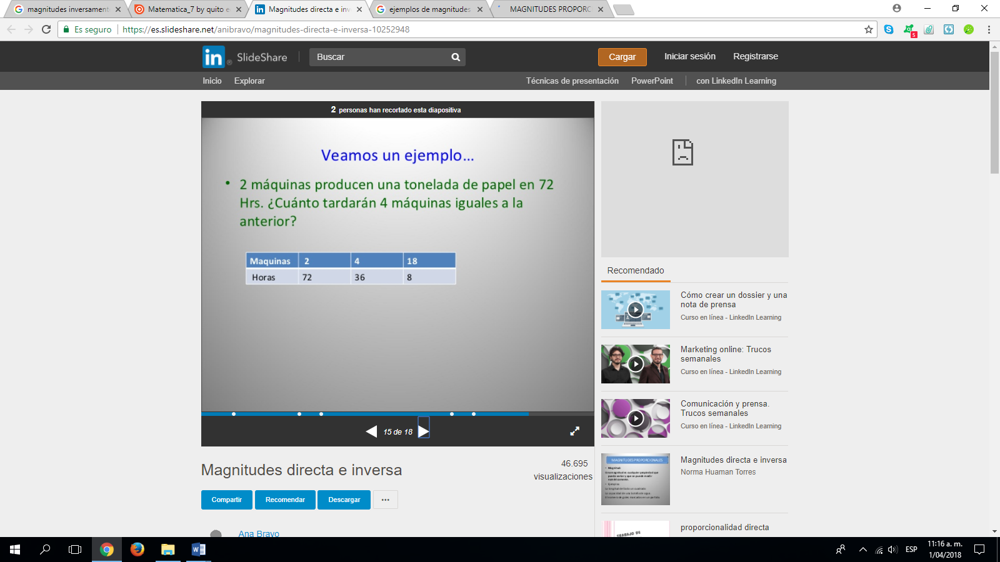 magnitudes inversament
Matematica_7 by quito e
Magnitudes directa e inv
ejemplos de magnitudes
MAGNITUDES PROPORC
Es seguro
https://es.slideshare.net/anibravo/magnitudes-directa-e-inversa-10252948
5
in SlideShare
Buscar
Cargar
Iniciar sesión
Registrarse
Inicio
Explorar
Técnicas de presentación
PowerPoint
con LinkedIn Learning
2 personas han recortado esta diapositiva
Veamos un ejemplo...
• 2 máquinas producen una tonelada de papel en 72
Hrs. ¿Cuánto tardarán 4 máquinas iguales a la
anterior?
Maquinas 2 4 18
Horas 72 36 8
15 de 18
Magnitudes directa e inversa
46.695
visualizaciones
Compartir
Recomendar
Descargar
Ana Bravo
Recomendado
Cómo crear un dossier y una
nota de prensa
Curso en línea - LinkedIn Learning
Marketing online: Trucos
semanales
Curso en línea - LinkedIn Learning
Comunicación y prensa.
Trucos semanales
Curso en línea - LinkedIn Learning
MAGNITUDES PROPORCIONALES
Magnitudes directa e inversa
Norma Huaman Torres
TRABAJO DE
proporcionalidad directa
ESP
11:16 a. m.
1/04/2018